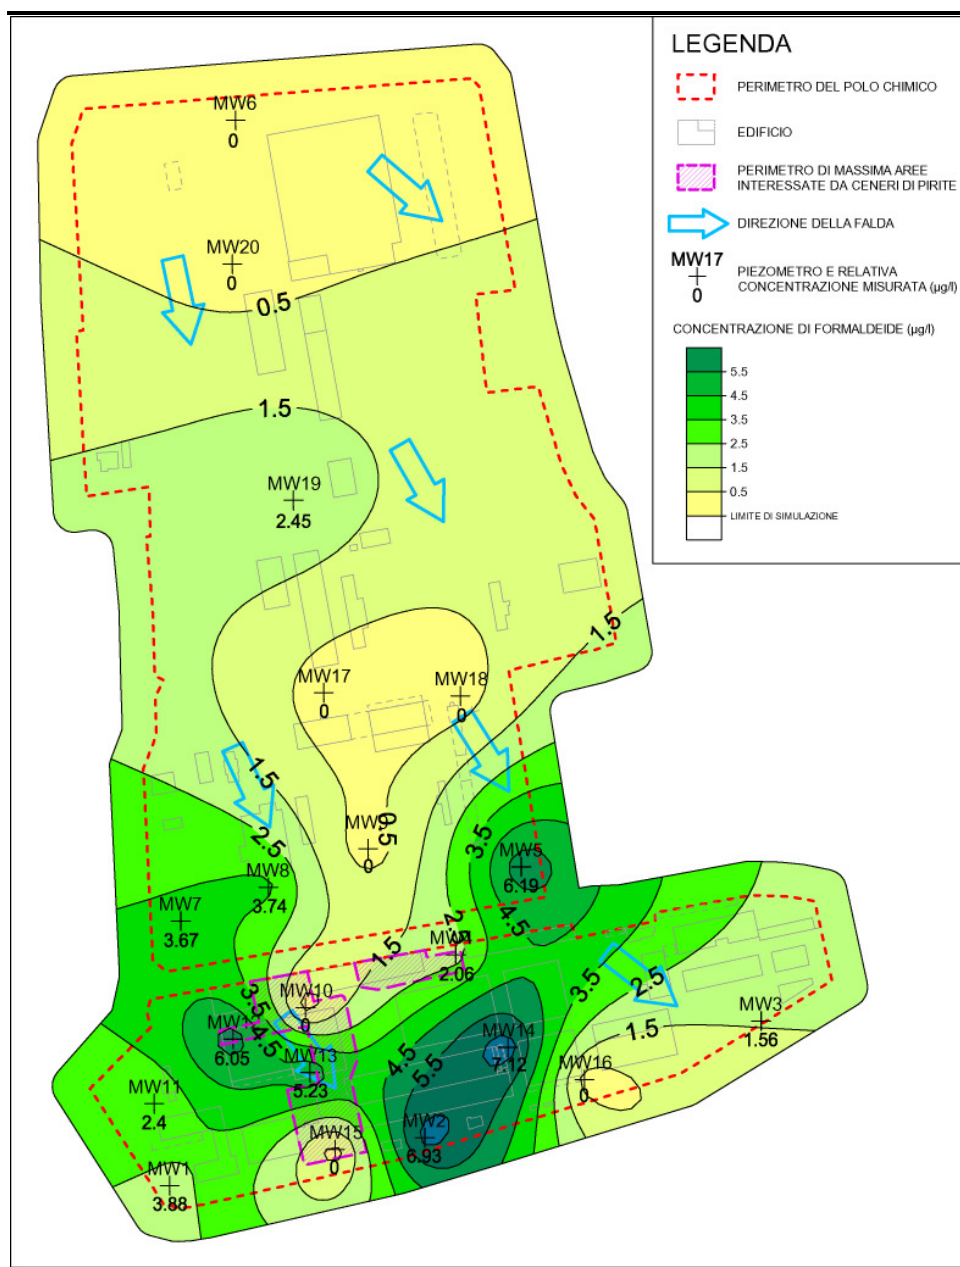 LEGENDA
PERIMETRO DEL POLO CHIMICO
EDIFICIO
PERIMETRO DI MASSIMA AREE
INTERESSATE DA CENERI DI PIRITE
DIREZIONE DELLA FALDA
MW17
0
PIEZOMETRO E RELATIVA
CONCENTRAZIONE MISURATA (µg/l)
CONCENTRAZIONE DI FORMALDEIDE (µg/l)
5.5
4.5
3.5
2.5
1.5
0.5
LIMITE DI SIMULAZIONE
MW6
0
MW20
0
0.5
1.5
MW19
2.45
1.5
MW17
0
MW18
0
1.5
2.5
0.5
MW
0
3.5
MW5
6.19
4.5
MW8
3.74
MW7
3.67
2.5
1.5
2.06
3.5
MW10
0
MW1
6.05
4.5
MW13
5.23
4.5
5.5
MW14
7.12
3.5
2.5
1.5
MW3
1.56
MW16
0
MW11
2.4
MW2
6.93
MW15
0
MW1
3.88